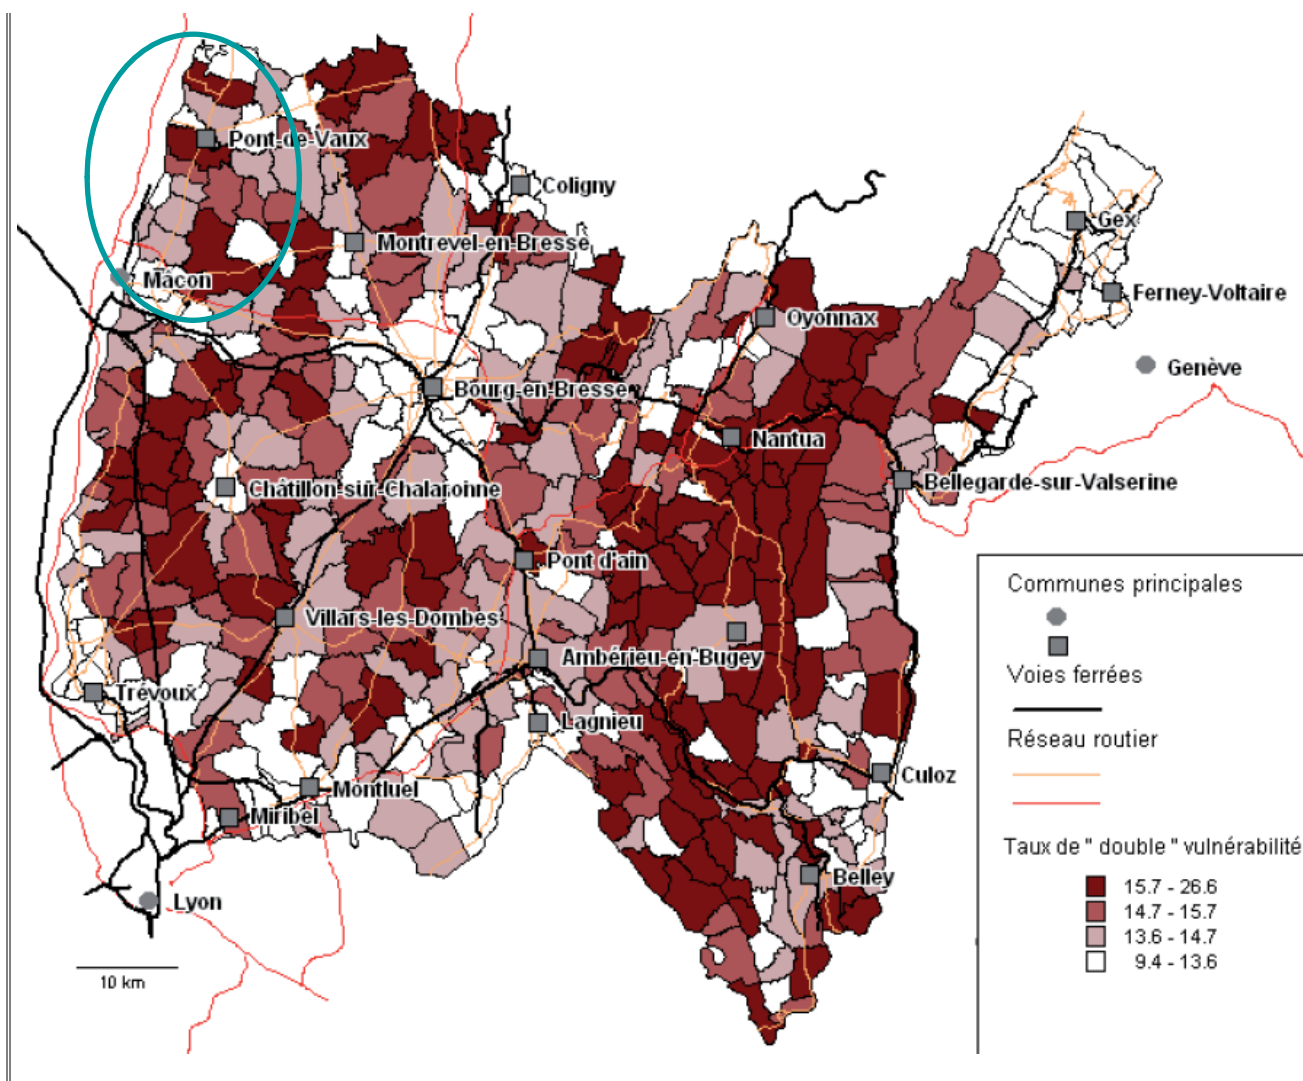 Pont-de-Vaux
Coligny
Gex
Montrevel-en-Bresse
Mâcon
Ferney-Voltaire
Oyonnax
Genève
Bourg-en-Bresse
Nantua
Châtillon-sur-Chalaronne
Bellegarde-sur-Valserine
Pont d'ain
Communes principales
Villars-les-Dombes
Ambérieu-en-Bugey
Voies ferrées
Trévoux
Lagnieu
Réseau routier
Culoz
Montluel
Miribel
Taux de " double " vulnérabilité
Belley
15.7 - 26.6
Lyon
14.7 - 15.7
13.6 - 14.7
9.4 - 13.6
10 km